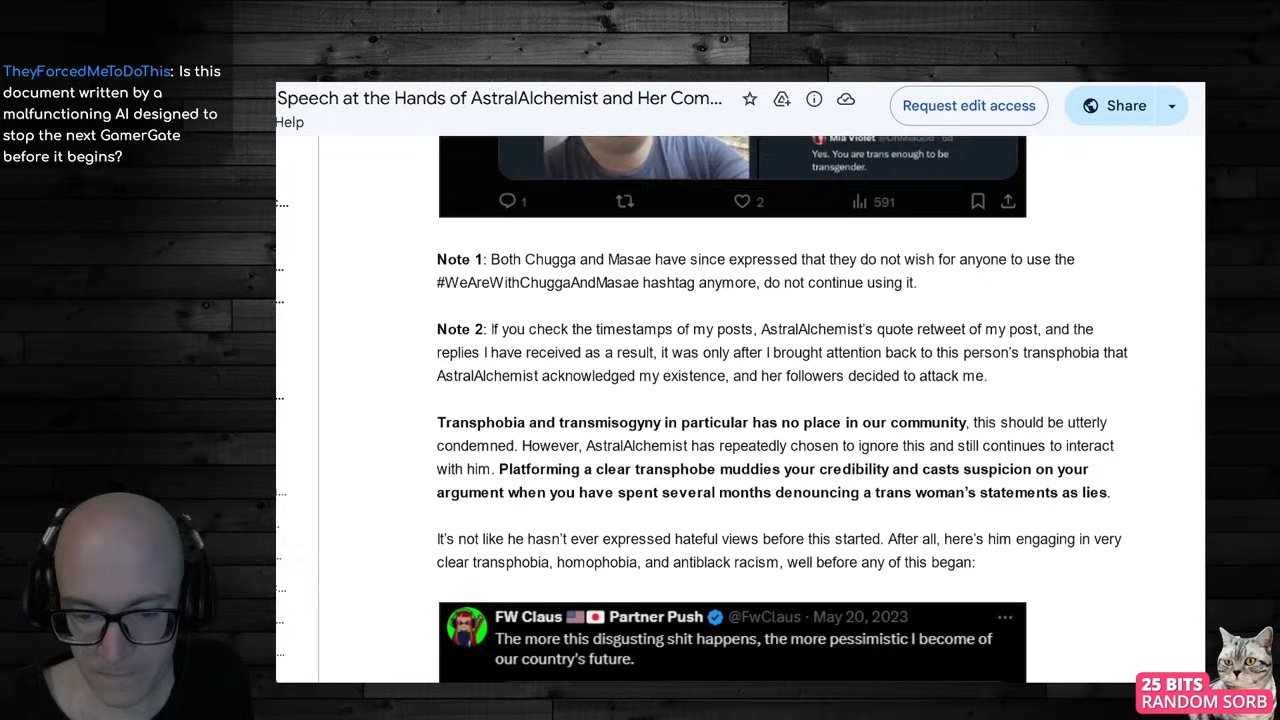 TheyForcedMeToDoThis: Is this
document written by a
malfunctioning AI designed to
stop the next GamerGate
before it begins?
Speech at the Hands of AstralAlchemist and Her Com...
Request edit access
Share
Help
Mia Violet
Yes. You are trans enough to be
transgender.
1
2
591
Note 1: Both Chugga and Masae have since expressed that they do not wish for anyone to use the
#WeAreWithChuggaAndMasae hashtag anymore, do not continue using it.
Note 2: If you check the timestamps of my posts, AstralAlchemist's quote retweet of my post, and the
replies I have received as a result, it was only after I brought attention back to this person's transphobia that
AstralAlchemist acknowledged my existence, and her followers decided to attack me.
Transphobia and transmisogyny in particular has no place in our community, this should be utterly
condemned. However, AstralAlchemist has repeatedly chosen to ignore this and still continues to interact
with him. Platforming a clear transphobe muddies your credibility and casts suspicion on your
argument when you have spent several months denouncing a trans woman's statements as lies.
It's not like he hasn't ever expressed hateful views before this started. After all, here's him engaging in very
clear transphobia, homophobia, and antiblack racism, well before any of this began:
FW Claus 🇺🇸🇯🇵 Partner Push @FwClaus · May 20, 2023
The more this disgusting shit happens, the more pessimistic I become of
our country's future.
25 BITS
RANDOM SORB